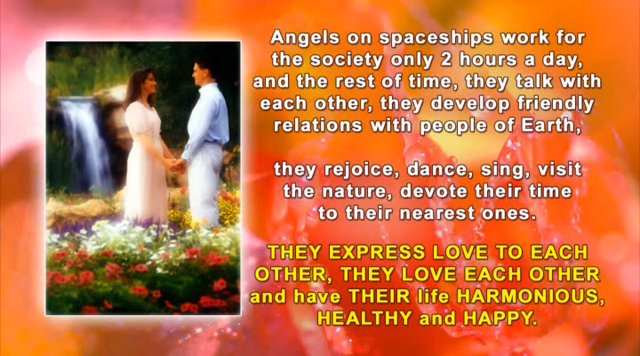 Angels on spaceships work for
the society only 2 hours a day,
and the rest of time, they talk with
each other, they develop friendly
relations with people of Earth,
they rejoice, dance, sing, visit
the nature, devote their time
to their nearest ones.
THEY EXPRESS LOVE TO EACH
OTHER, THEY LOVE EACH OTHER
and have THEIR life HARMONIOUS,
HEALTHY and HAPPY.